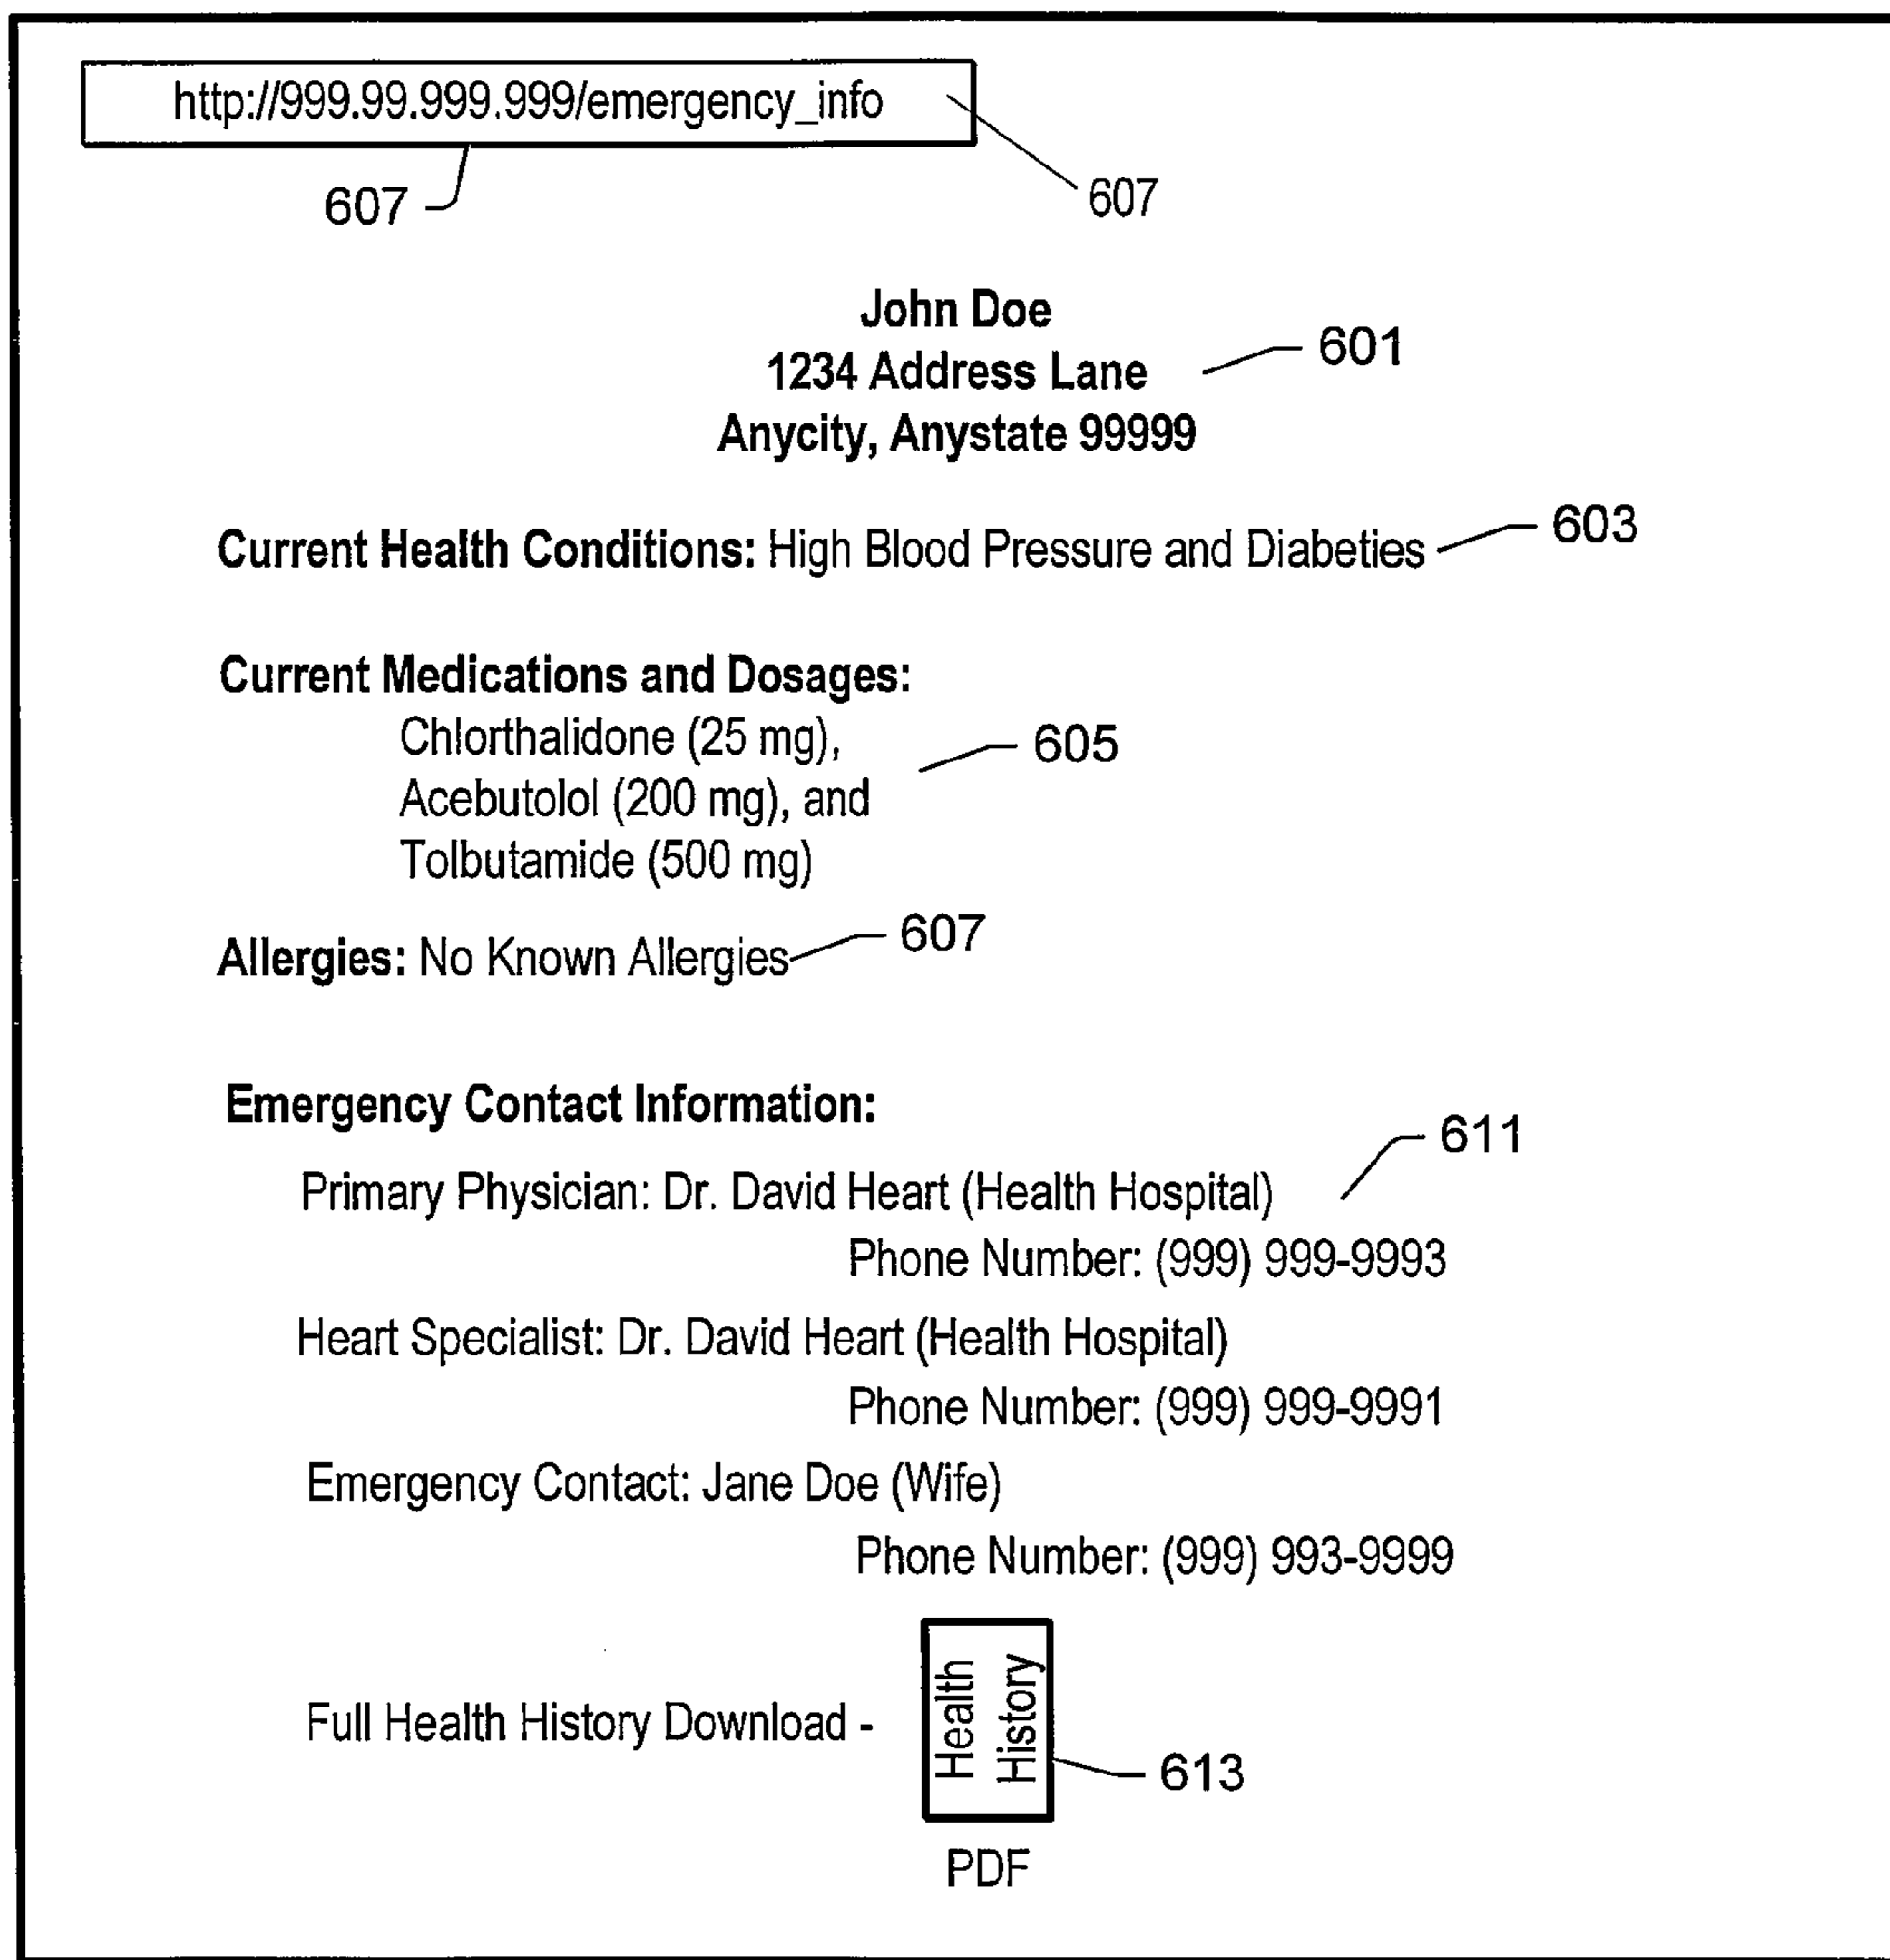 http://999.99.999.999/emergency_info
607
607
John Doe
1234 Address Lane
601
Anycity, Anystate 99999
Current Health Conditions: High Blood Pressure and Diabeties
603
Current Medications and Dosages:
Chlorthalidone (25 mg),
605
Acebutolol (200 mg), and
Tolbutamide (500 mg)
Allergies: No Known Allergies
607
Emergency Contact Information:
611
Primary Physician: Dr. David Heart (Health Hospital)
Phone Number: (999) 999-9993
Heart Specialist: Dr. David Heart (Health Hospital)
Phone Number: (999) 999-9991
Emergency Contact: Jane Doe (Wife)
Phone Number: (999) 993-9999
Full Health History Download -
Health
History
613
PDF